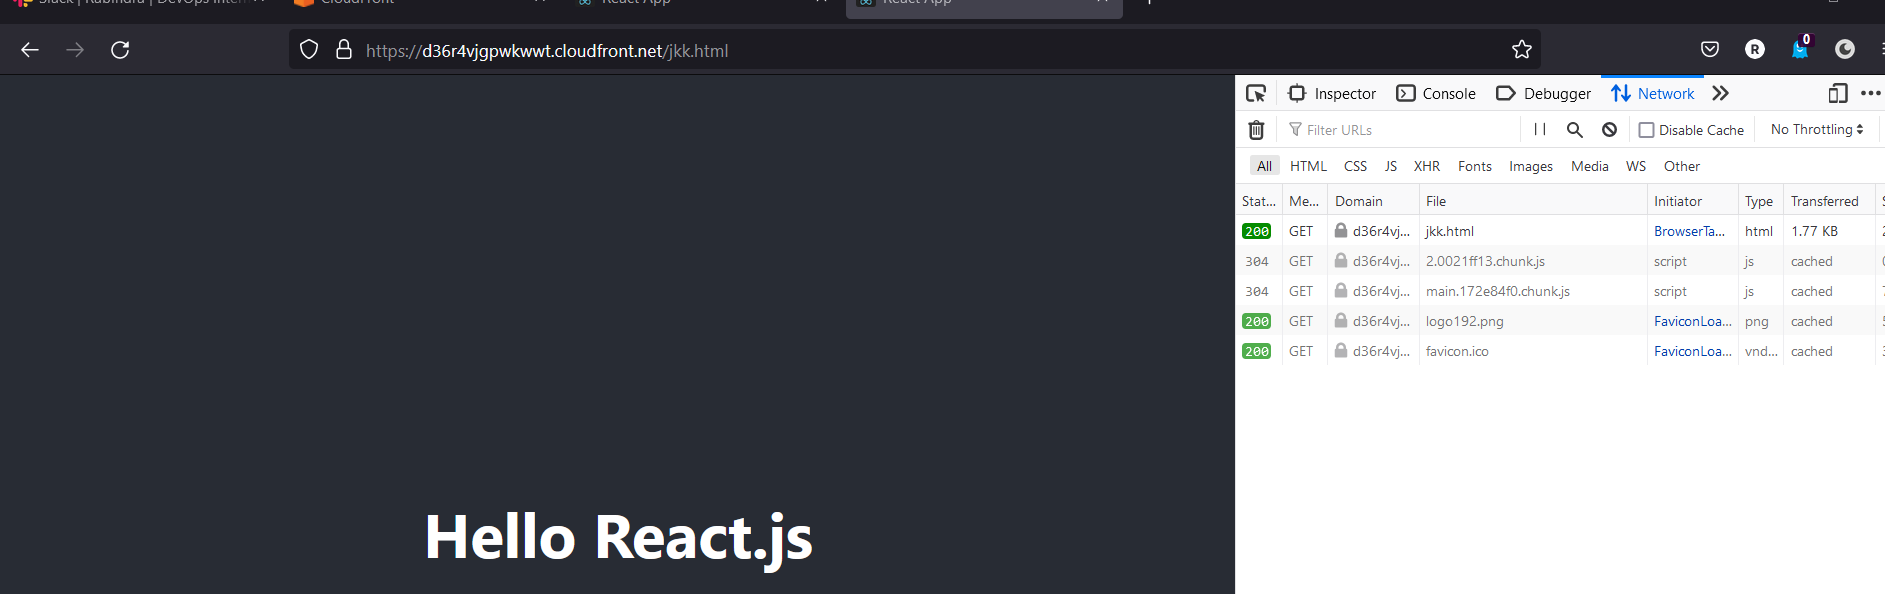 Slack | Rabindra | DevOps Inter
CloudFront
React App
React App
https://d36r4vjgpwkwwt.cloudfront.net/jkk.html
R
0
Inspector Console Debugger Network
Filter URLs
Disable Cache No Throttling
All HTML CSS JS XHR Fonts Images Media WS Other
Stat... Me... Domain File Initiator Type Transferred
200 GET d36r4vj... jkk.html BrowserTa... html 1.77 KB
304 GET d36r4vj... 2.0021ff13.chunk.js script js cached
304 GET d36r4vj... main.172e84f0.chunk.js script js cached
200 GET d36r4vj... logo192.png FaviconLoa... png cached
200 GET d36r4vj... favicon.ico FaviconLoa... vnd... cached
Hello React.js